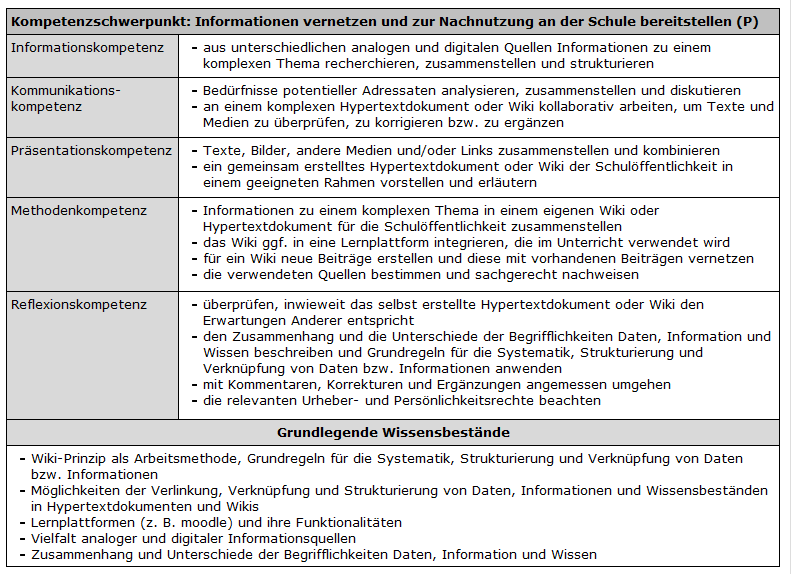 Kompetenzschwerpunkt: Informationen vernetzen und zur Nachnutzung an der Schule bereitstellen (P)
Informationskompetenz
- aus unterschiedlichen analogen und digitalen Quellen Informationen zu einem
komplexen Thema recherchieren, zusammenstellen und strukturieren
Kommunikations-
kompetenz
- Bedürfnisse potentieller Adressaten analysieren, zusammenstellen und diskutieren
- an einem komplexen Hypertextdokument oder Wiki kollaborativ arbeiten, um Texte und
Medien zu überprüfen, zu korrigieren bzw. zu ergänzen
Präsentationskompetenz
- Texte, Bilder, andere Medien und/oder Links zusammenstellen und kombinieren
- ein gemeinsam erstelltes Hypertextdokument oder Wiki der Schulöffentlichkeit in
einem geeigneten Rahmen vorstellen und erläutern
Methodenkompetenz
- Informationen zu einem komplexen Thema in einem eigenen Wiki oder
Hypertextdokument für die Schulöffentlichkeit zusammenstellen
- das Wiki ggf. in eine Lernplattform integrieren, die im Unterricht verwendet wird
- für ein Wiki neue Beiträge erstellen und diese mit vorhandenen Beiträgen vernetzen
- die verwendeten Quellen bestimmen und sachgerecht nachweisen
Reflexionskompetenz
- überprüfen, inwieweit das selbst erstellte Hypertextdokument oder Wiki den
Erwartungen Anderer entspricht
- den Zusammenhang und die Unterschiede der Begrifflichkeiten Daten, Information und
Wissen beschreiben und Grundregeln für die Systematik, Strukturierung und
Verknüpfung von Daten bzw. Informationen anwenden
- mit Kommentaren, Korrekturen und Ergänzungen angemessen umgehen
- die relevanten Urheber- und Persönlichkeitsrechte beachten
Grundlegende Wissensbestände
- Wiki-Prinzip als Arbeitsmethode, Grundregeln für die Systematik, Strukturierung und Verknüpfung von Daten
bzw. Informationen
- Möglichkeiten der Verlinkung, Verknüpfung und Strukturierung von Daten, Informationen und Wissensbeständen
in Hypertextdokumenten und Wikis
- Lernplattformen (z. B. moodle) und ihre Funktionalitäten
- Vielfalt analoger und digitaler Informationsquellen
- Zusammenhang und Unterschiede der Begrifflichkeiten Daten, Information und Wissen